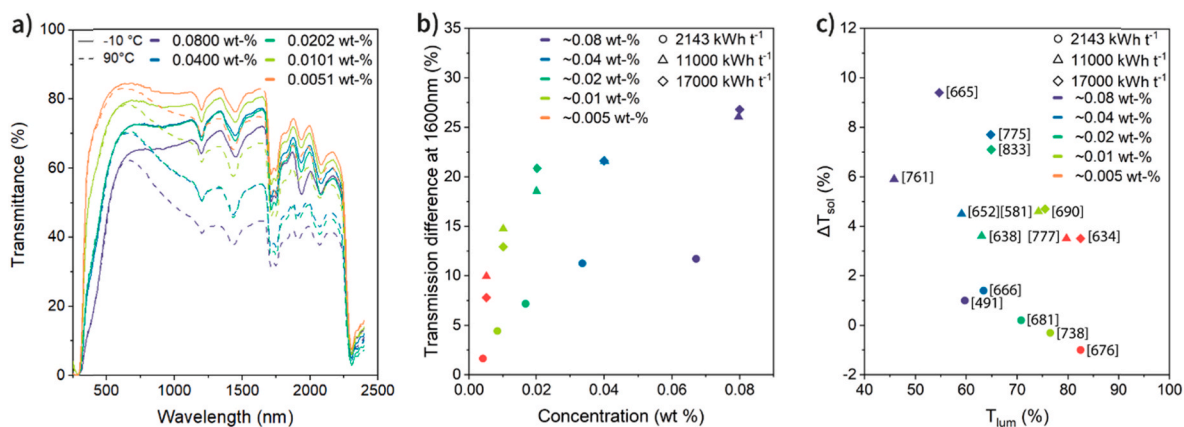 a)
-10 °C
90°C
0.0800 wt-%
0.0400 wt-%
0.0202 wt-%
0.0101 wt-%
0.0051 wt-%
100
80
60
40
20
0
500 1000 1500 2000 2500
Transmittance (%)
Wavelength (nm)
b)
~0.08 wt-%
~0.04 wt-%
~0.02 wt-%
~0.01 wt-%
~0.005 wt-%
2143 kWh t⁻¹
11000 kWh t⁻¹
17000 kWh t⁻¹
35
30
25
20
15
10
5
0
0.00 0.02 0.04 0.06 0.08
Transmission difference at 1600nm (%)
Concentration (wt %)
c)
2143 kWh t⁻¹
11000 kWh t⁻¹
17000 kWh t⁻¹
~0.08 wt-%
~0.04 wt-%
~0.02 wt-%
~0.01 wt-%
~0.005 wt-%
[665]
[775]
[833]
[761]
[652]
[581]
[690]
[638]
[777]
[634]
[666]
[491]
[681]
[738]
[676]
12
10
8
6
4
2
0
-2
40 50 60 70 80 90 100
ΔTsol (%)
Tlum (%)